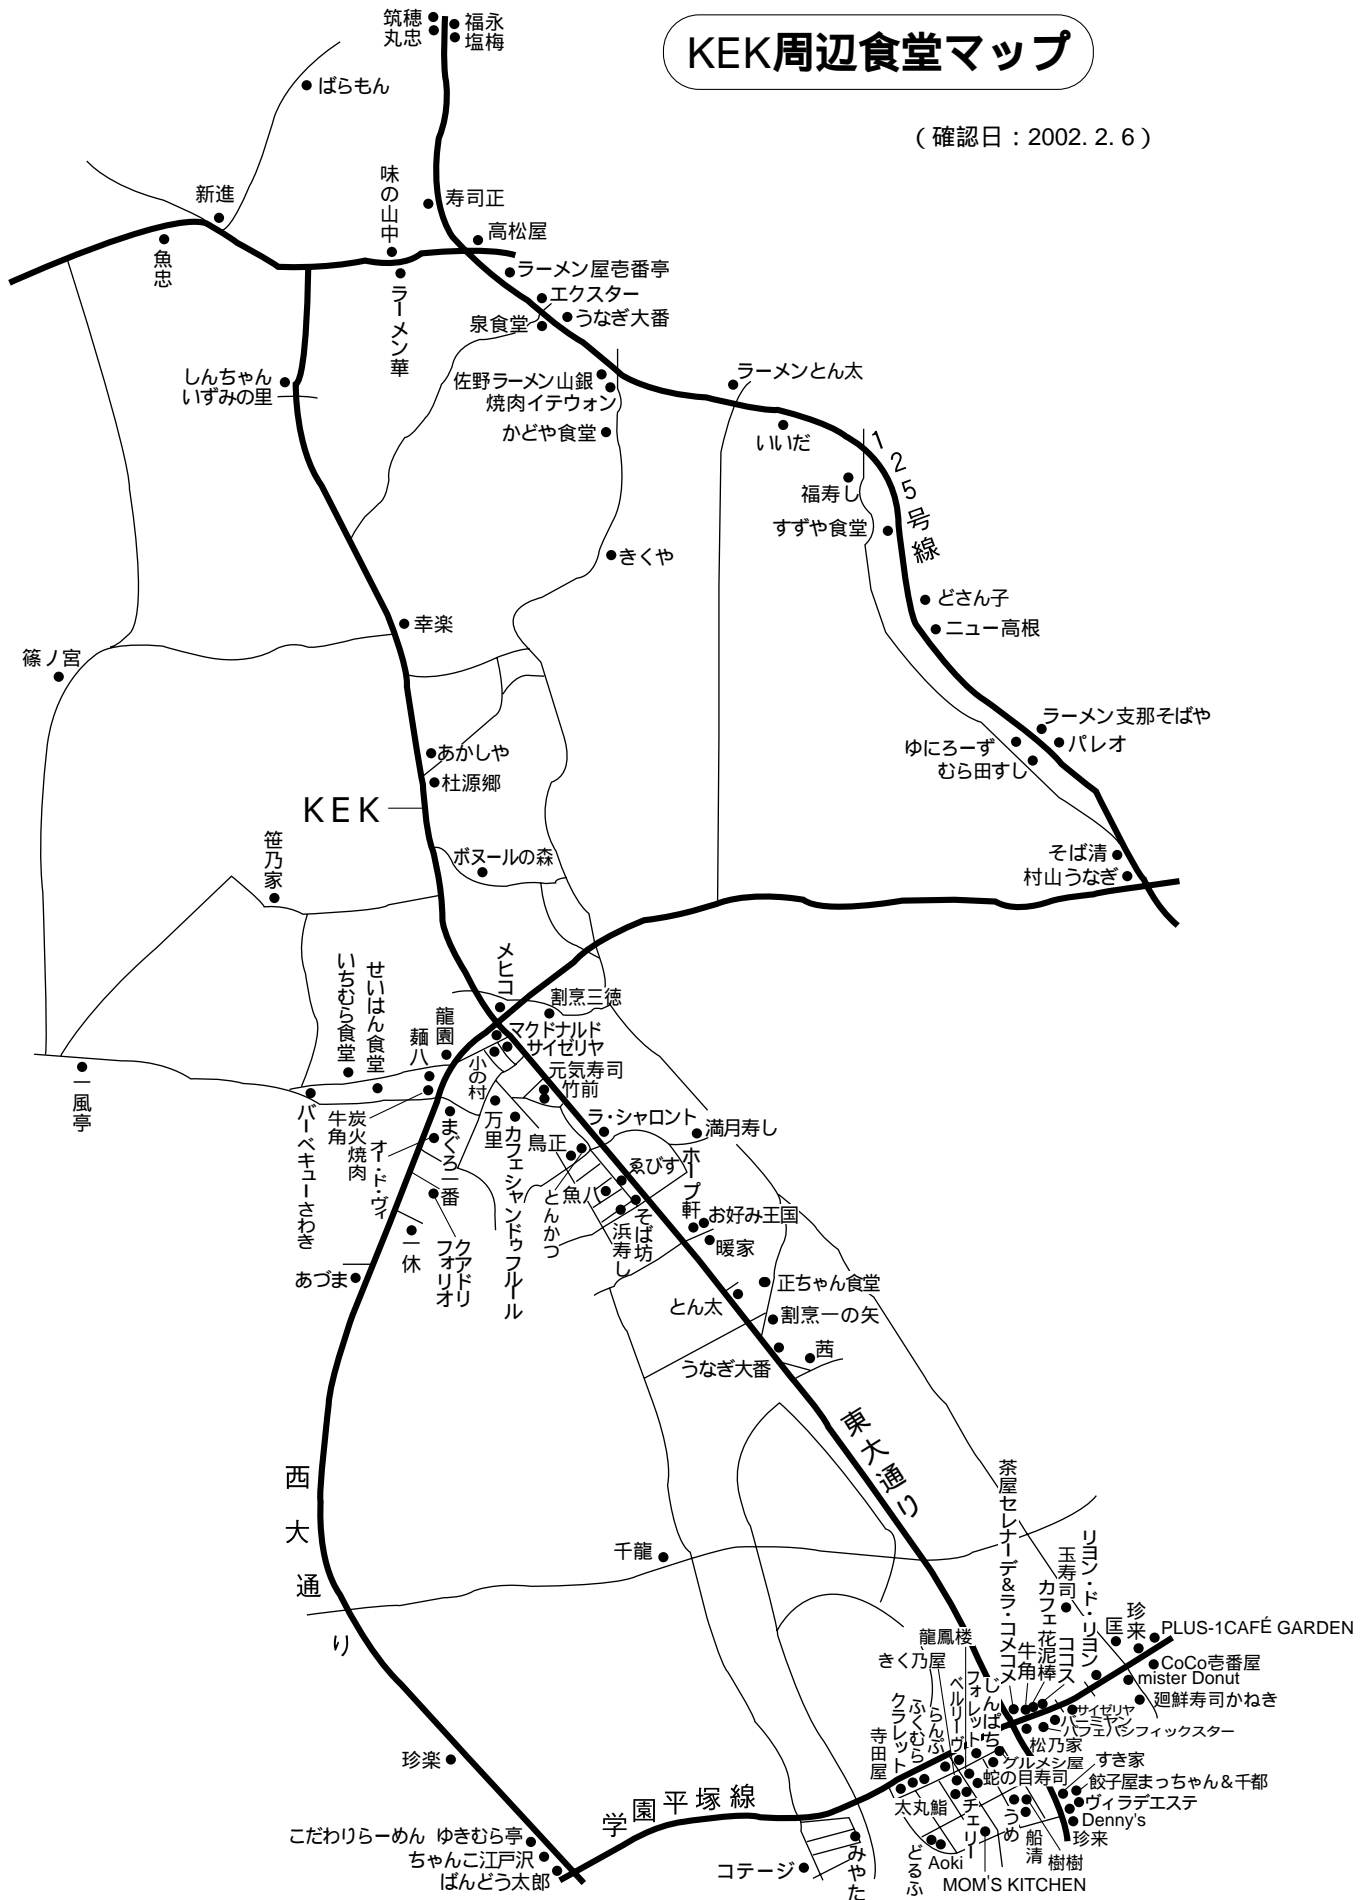 KEK周辺食堂マップ
（確認日：2002. 2. 6）
筑穂
丸忠
福永
塩梅
ばらもん
新進
魚忠
味の山中
ラーメン華
寿司正
高松屋
ラーメン屋壱番亭
エクスター
うなぎ大番
泉食堂
しんちゃん
いずみの里
佐野ラーメン山銀
焼肉イテウォン
かどや食堂
ラーメンとん太
いいだ
125号線
福寿し
すずや食堂
きくや
どさん子
ニュー高根
幸楽
篠ノ宮
ラーメン支那そばや
パレオ
ゆにろーず
むら田すし
あかしや
杜源郷
KEK
ボヌールの森
笹乃家
そば清
村山うなぎ
メヒコ
割烹三徳
マクドナルド
サイゼリヤ
いちむら食堂
せいはん食堂
龍園
麺八
小の村
元気寿司
竹前
一風亭
バーベキューさわき
炭火焼肉
牛角
オー・ド・ヴィ
まぐろ一番
万里
カフェシャンドゥフルール
鳥正
とんかつ
魚八
ラ・シャロント
満月寿し
ゑびす
ホープ軒
浜寿し
そば坊
お好み王国
暖家
一休
クアドリ
フォリオ
あづま
正ちゃん食堂
とん太
割烹一の矢
うなぎ大番
茜
東大通り
西大通り
千龍
茶屋セレナーデ&ラ・コメコメ
牛角
カフェ花泥棒
ココス
玉寿司
リヨン・ド・リヨン
匡
珍来
PLUS-1CAFÉ GARDEN
CoCo壱番屋
mister Donut
廻鮮寿司かねき
サイゼリヤ
バーミヤン
パフェパシフィックスター
松乃家
龍鳳楼
きく乃屋
ベルリーヴ
フォレット
じんぱち
グルメシ屋
蛇の目寿司
寺田屋
クラレット
ふくむら
らんぷ
太丸鮨
チェリー
うめ
船清
樹樹
すき家
餃子屋まっちゃん＆千都
ヴィラデエステ
Denny's
珍来
どるふ
Aoki
MOM'S KITCHEN
珍楽
学園平塚線
こだわりらーめん ゆきむら亭
ちゃんこ江戸沢
ばんどう太郎
コテージ
みやた